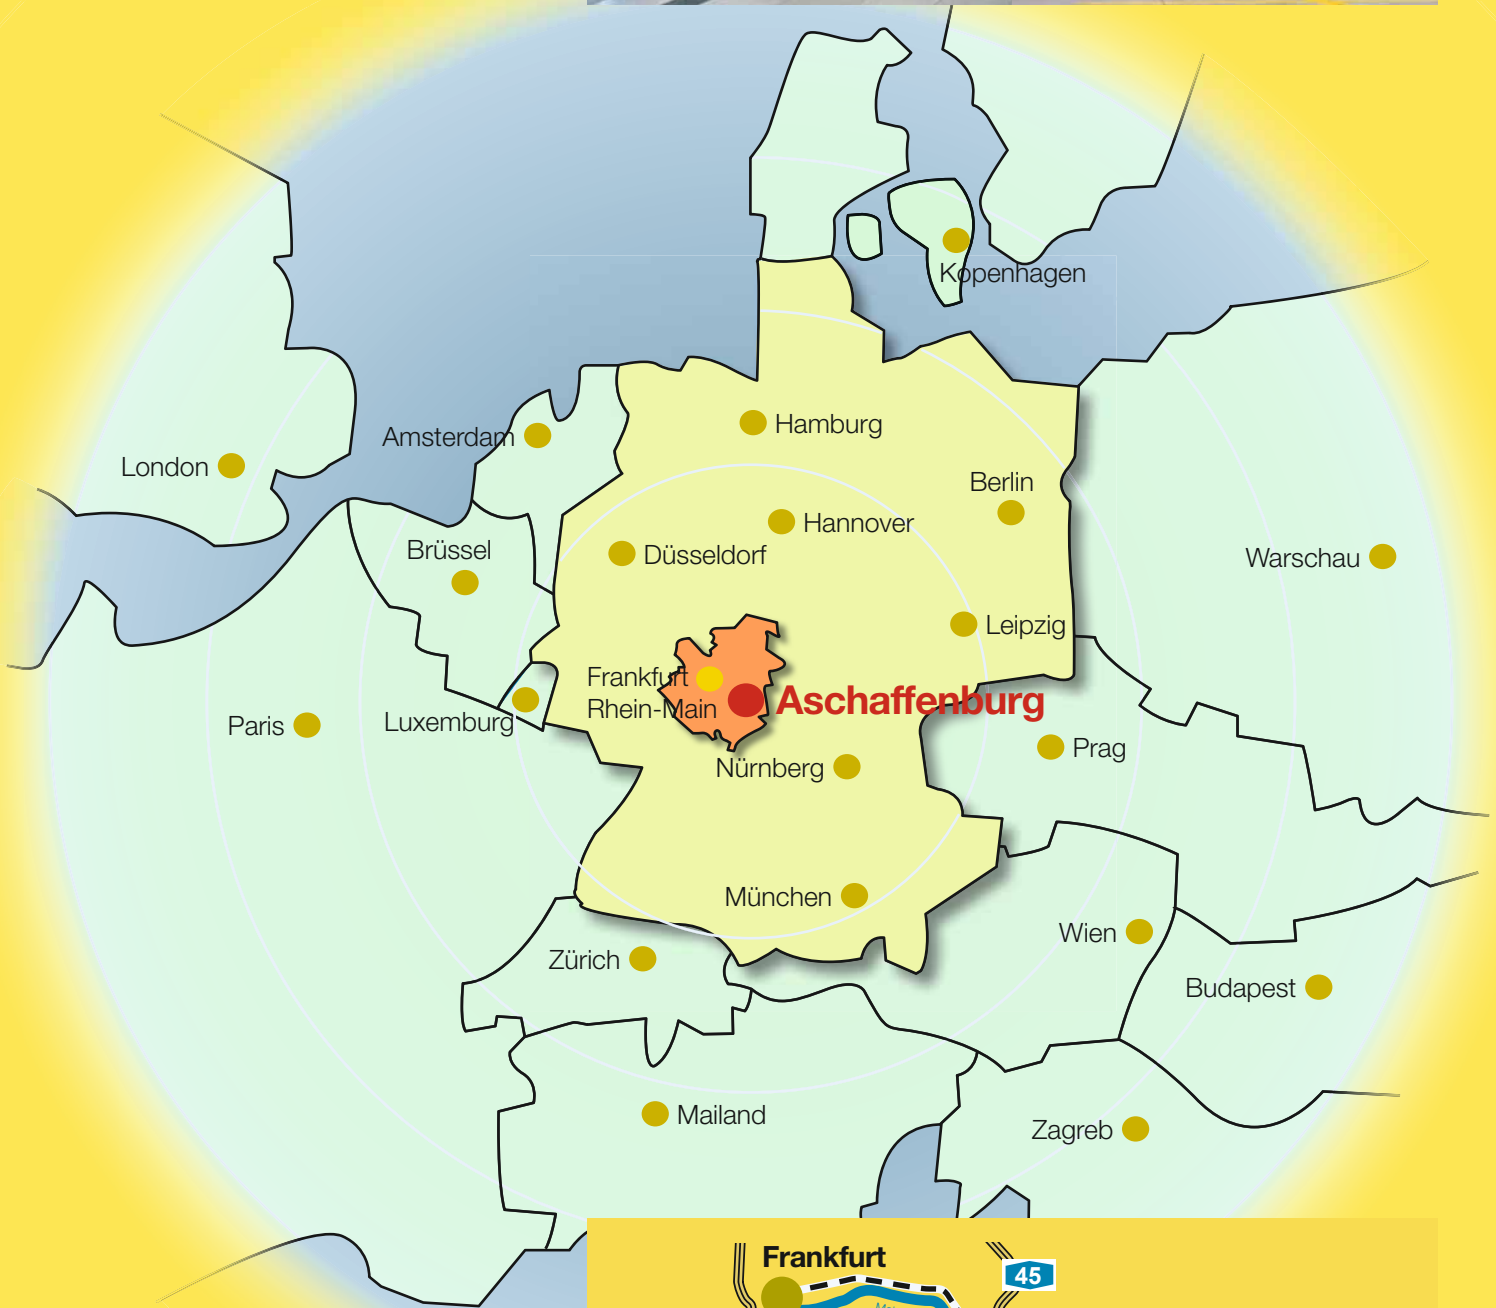 Kopenhagen
Hamburg
Amsterdam
London
Berlin
Hannover
Brüssel
Düsseldorf
Warschau
Leipzig
Frankfurt
Rhein-Main
Aschaffenburg
Luxemburg
Paris
Prag
Nürnberg
München
Wien
Zürich
Budapest
Mailand
Zagreb
Frankfurt
45